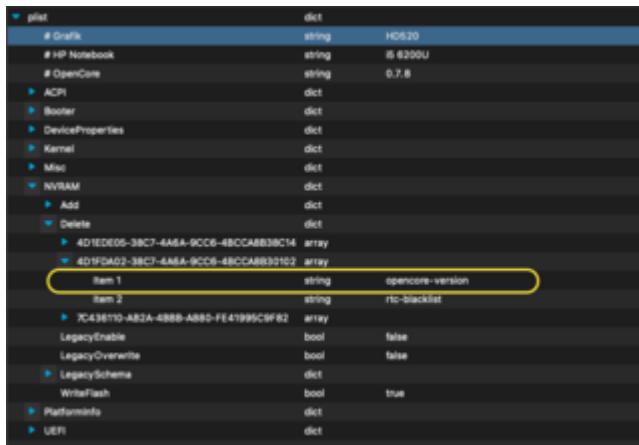 plist dict
# Grafik string HD520
# HP Notebook string i5 6200U
# OpenCore string 0.7.8
ACPI dict
Booter dict
DeviceProperties dict
Kernel dict
Misc dict
NVRAM dict
Add dict
Delete dict
4D1EDE05-38C7-4A6A-9CC6-4BCCA8B38C14 array
4D1FDA02-38C7-4A6A-9CC6-4BCCA8B30102 array
Item 1 string opencore-version
Item 2 string rtc-blacklist
7C436110-AB2A-4BBB-A880-FE41995C9F82 array
LegacyEnable bool false
LegacyOverwrite bool false
LegacySchema dict
WriteFlash bool true
PlatformInfo dict
UEFI dict